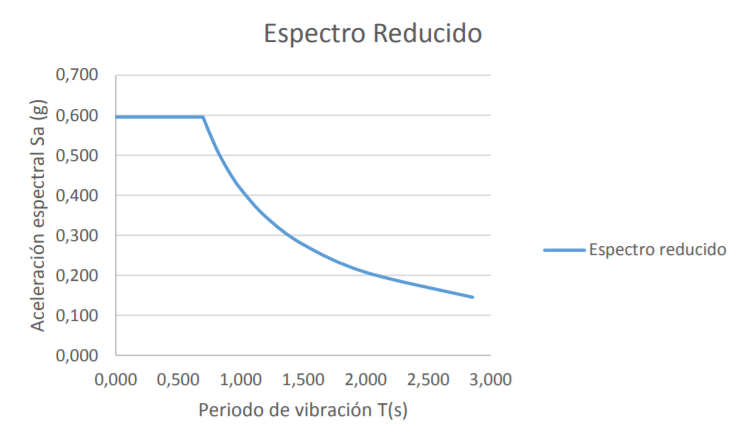 Espectro Reducido
Aceleración espectral Sa (g)
0,700
0,600
0,500
0,400
0,300
0,200
0,100
0,000
0,000 0,500 1,000 1,500 2,000 2,500 3,000
Periodo de vibración T(s)
Espectro reducido